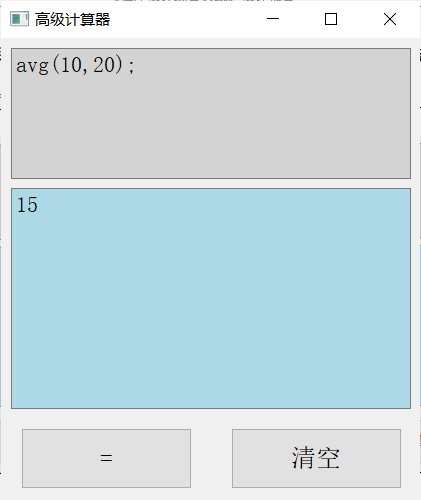 高级计算器
avg(10,20);
15
=
清空